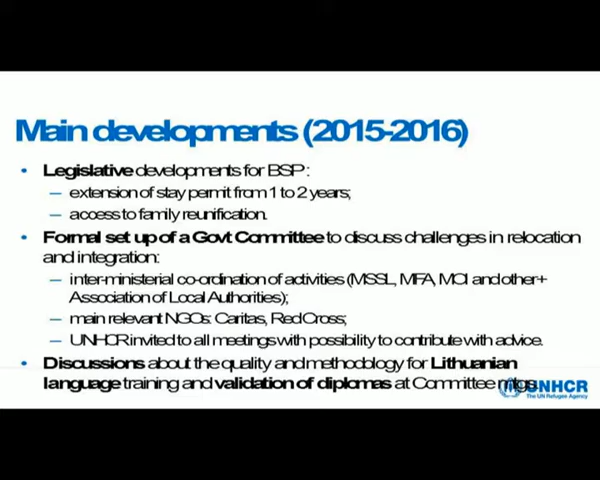 Main developments (2015-2016)
• Legislative developments for BSP :
– extension of stay permit from 1 to 2 years;
– access to family reunification.
• Formal set up of a Govt Committee to discuss challenges in relocation
and integration:
– inter-ministerial co-ordination of activities (MSSL, MFA, MOI and other+
Association of Local Authorities);
– main relevant NGOs: Caritas, Red Cross;
– UNHCR invited to all meetings with possibility to contribute with advice.
• Discussions about the quality and methodology for Lithuanian
language training and validation of diplomas at Committee mtgs.
UNHCR
The UN Refugee Agency